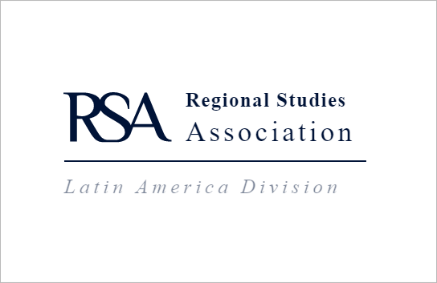 RSA
Regional Studies
Association
Latin America Division